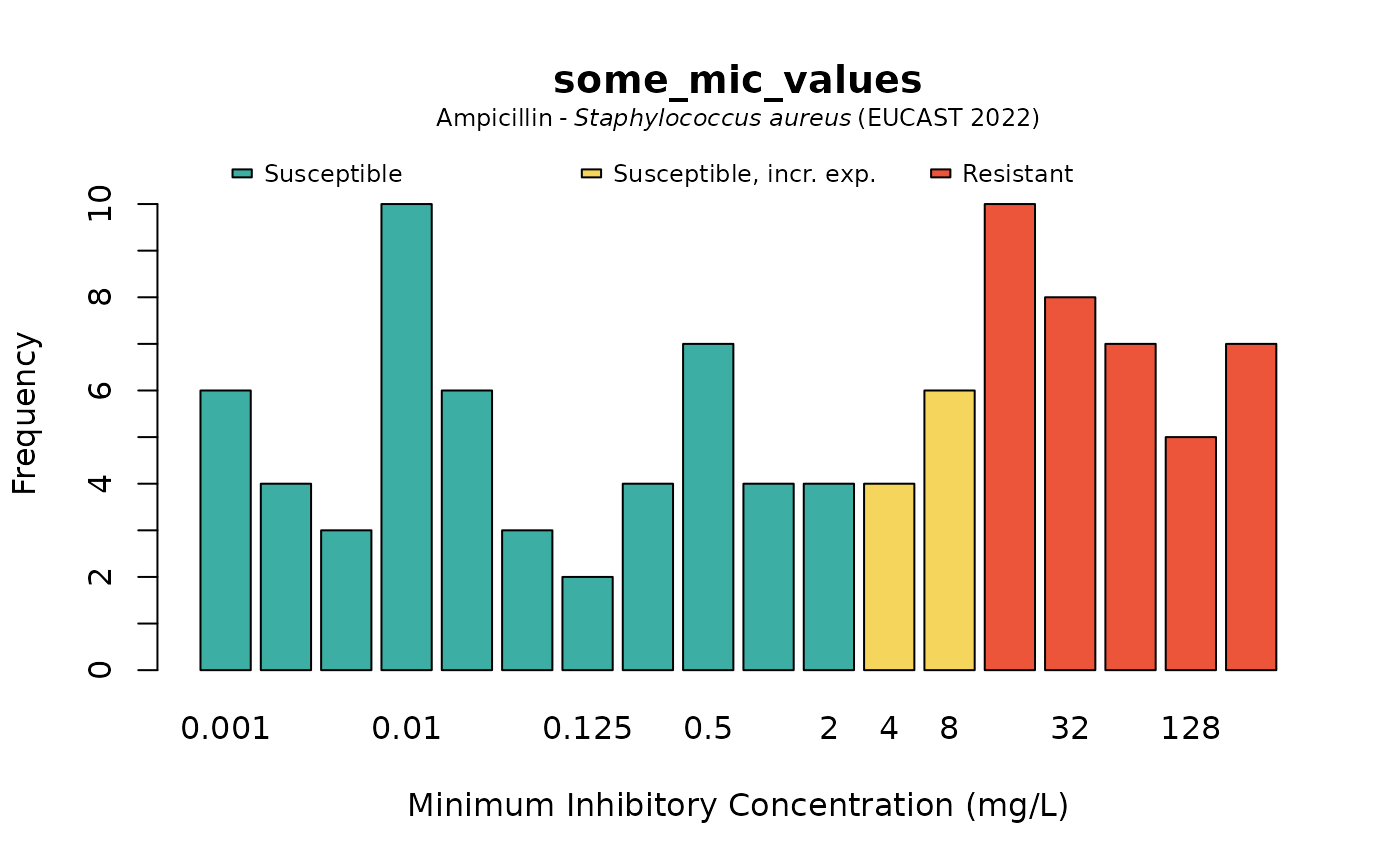 some_mic_values
Ampicillin - Staphylococcus aureus (EUCAST 2022)
Susceptible
Susceptible, incr. exp.
Resistant
Frequency
10
8
6
4
2
0
0.001 0.01 0.125 0.5 2 4 8 32 128
Minimum Inhibitory Concentration (mg/L)